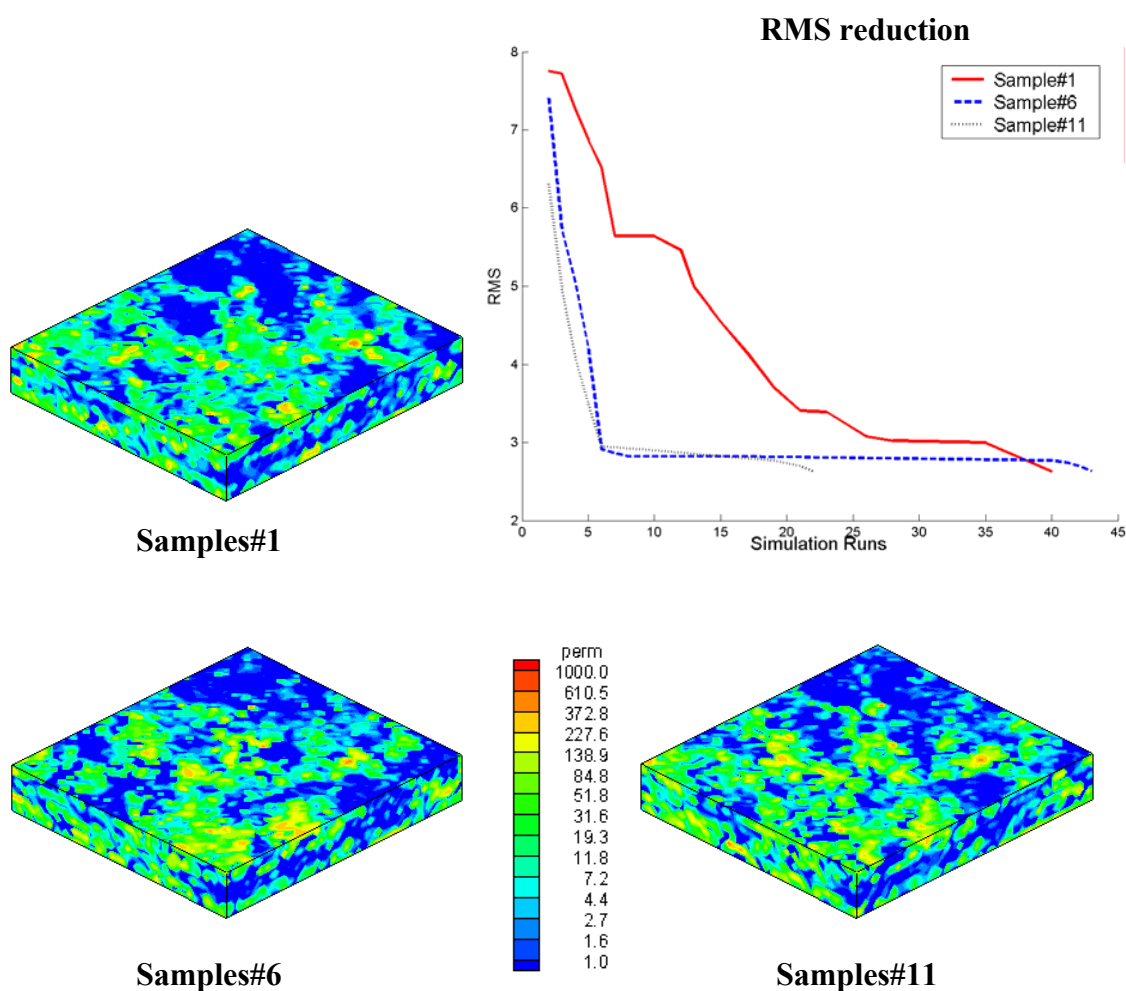 RMS reduction
8
7
6
5
4
3
2
RMS
Sample#1
Sample#6
Sample#11
0 5 10 15 20 25 30 35 40 45
Simulation Runs
Samples#1
perm
1000.0
610.5
372.8
227.6
138.9
84.8
51.8
31.6
19.3
11.8
7.2
4.4
2.7
1.6
1.0
Samples#6
Samples#11